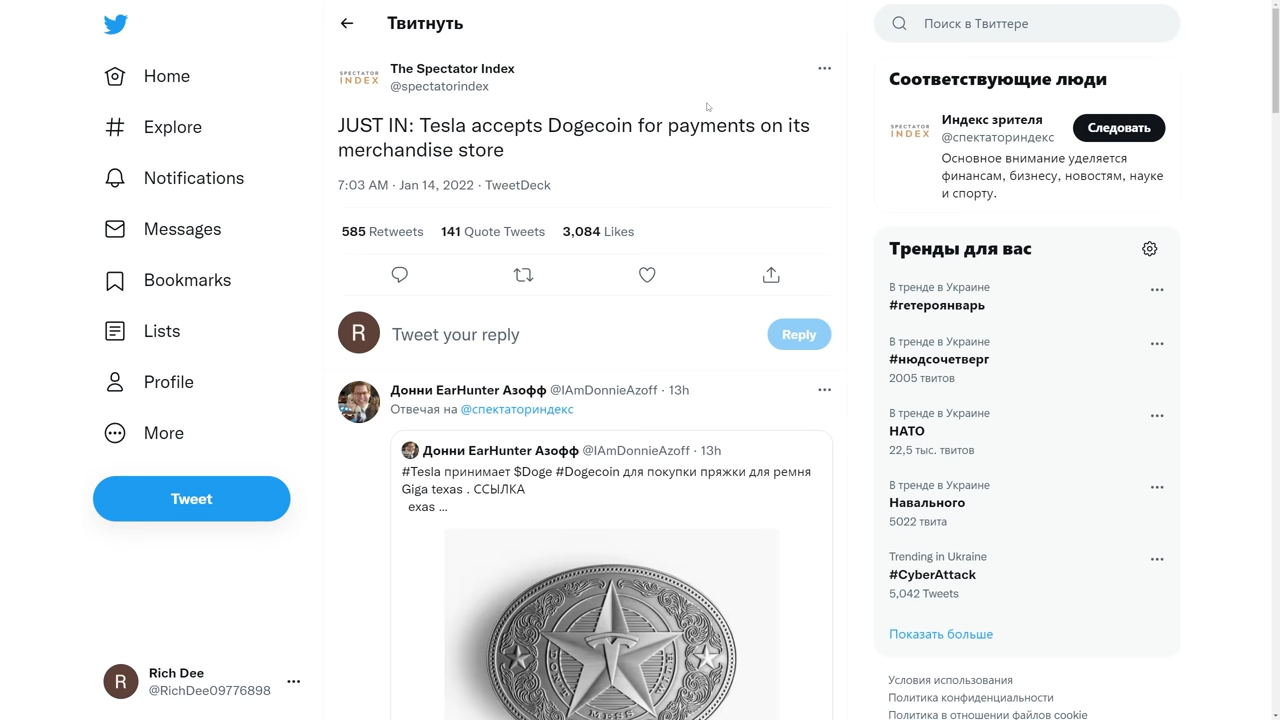 Home
Explore
Notifications
Messages
Bookmarks
Lists
Profile
More
Tweet
R
Rich Dee
@RichDee09776898
Твитнуть
SPECTATOR
INDEX
The Spectator Index
@spectatorindex
JUST IN: Tesla accepts Dogecoin for payments on its
merchandise store
7:03 AM · Jan 14, 2022 · TweetDeck
585 Retweets 141 Quote Tweets 3,084 Likes
R
Tweet your reply
Reply
Донни EarHunter Азофф @IAmDonnieAzoff · 13h
Отвечая на @спектаториндекс
Донни EarHunter Азофф @IAmDonnieAzoff · 13h
#Tesla принимает $Doge #Dogecoin для покупки пряжки для ремня
Giga texas . ССЫЛКА
exas ...
Поиск в Твиттере
Соответствующие люди
SPECTATOR
INDEX
Индекс зрителя
@спектаториндекс
Следовать
Основное внимание уделяется
финансам, бизнесу, новостям, науке
и спорту.
Тренды для вас
В тренде в Украине
#гетероянварь
В тренде в Украине
#нюдсочетверг
2005 твитов
В тренде в Украине
НАТО
22,5 тыс. твитов
В тренде в Украине
Навального
5022 твита
Trending in Ukraine
#CyberAttack
5,042 Tweets
Показать больше
Условия использования
Политика конфиденциальности
Политика в отношении файлов cookie